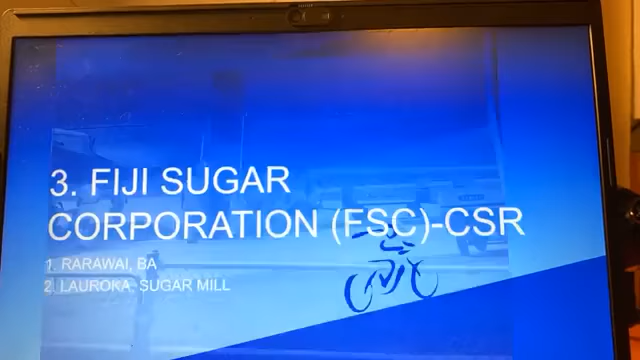 3. FIJI SUGAR
CORPORATION (FSC)-CSR
1. RARAWAI, BA
2. LAUROKA SUGAR MILL